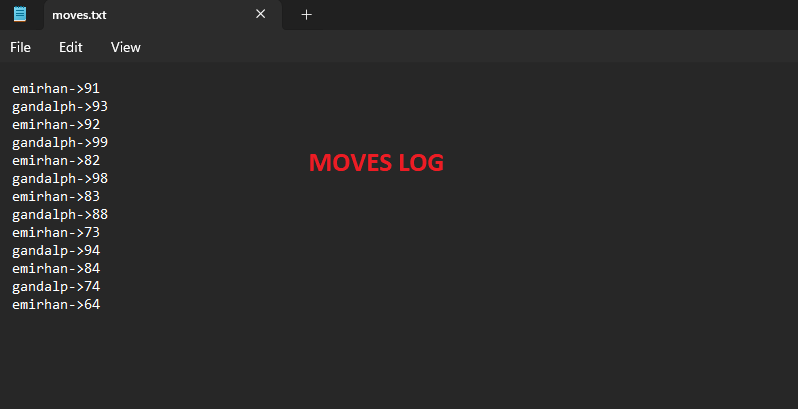 moves.txt
File Edit View
emirhan->91
gandalph->93
emirhan->92
gandalph->99
emirhan->82
gandalph->98
emirhan->83
gandalph->88
emirhan->73
gandalp->94
emirhan->84
gandalp->74
emirhan->64
MOVES LOG